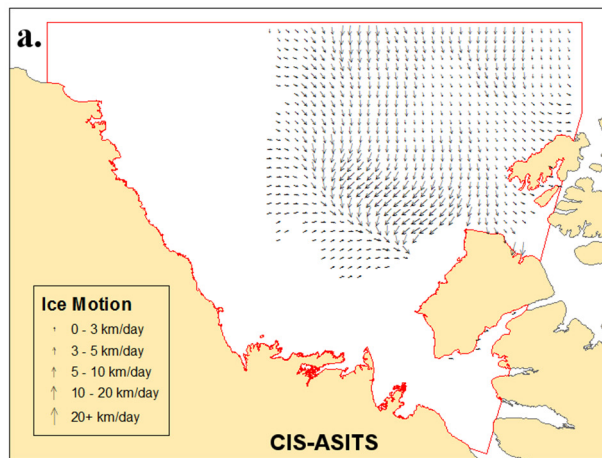 a.
Ice Motion
0 - 3 km/day
3 - 5 km/day
5 - 10 km/day
10 - 20 km/day
20+ km/day
CIS-ASITS